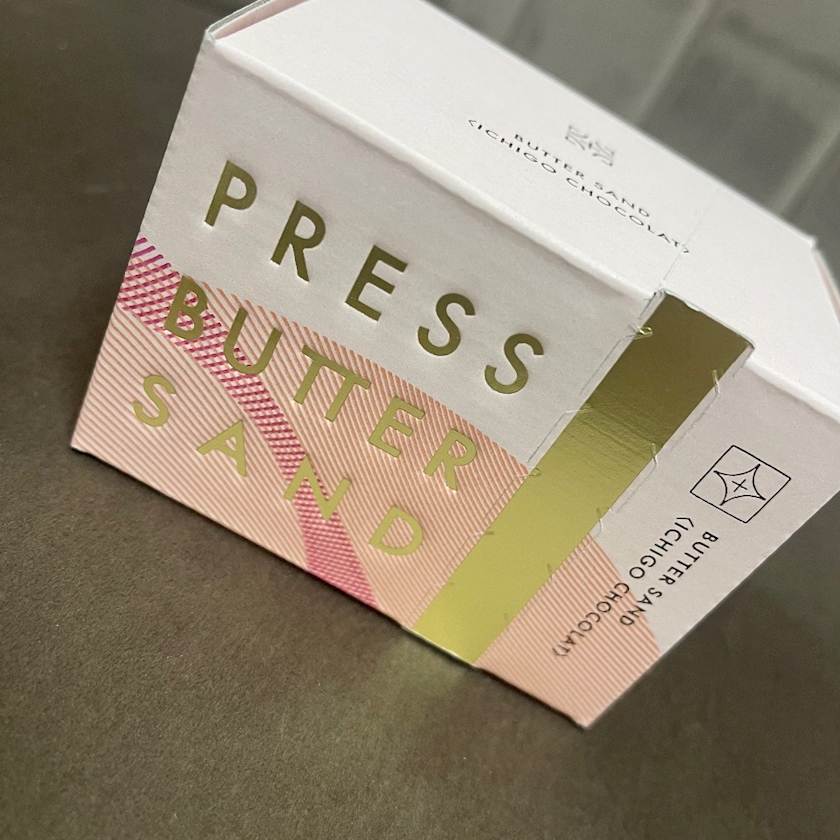 BUTTER SAND
〈ICHIGO CHOCOLAT〉
PRESS
BUTTER
SAND
BUTTER SAND
〈ICHIGO CHOCOLAT〉